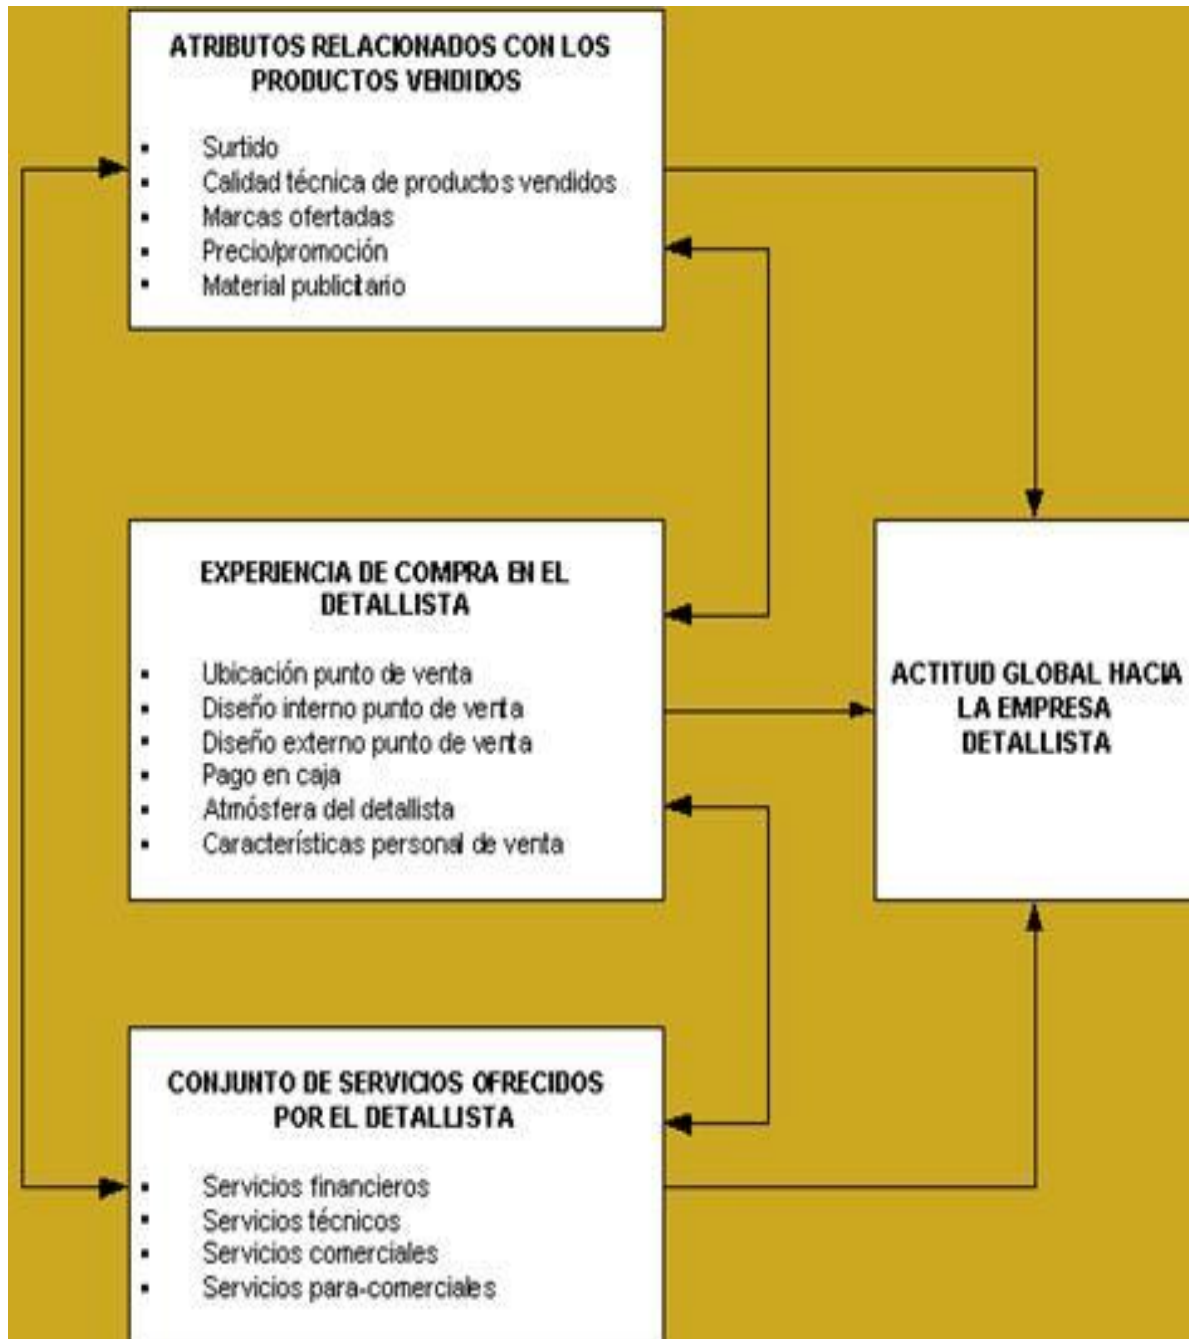 ATRIBUTOS RELACIONADOS CON LOS
PRODUCTOS VENDIDOS
▪ Surtido
▪ Calidad técnica de productos vendidos
▪ Marcas ofertadas
▪ Precio/promoción
▪ Material publicitario
EXPERIENCIA DE COMPRA EN EL
DETALLISTA
▪ Ubicación punto de venta
▪ Diseño interno punto de venta
▪ Diseño externo punto de venta
▪ Pago en caja
▪ Atmósfera del detallista
▪ Características personal de venta
ACTITUD GLOBAL HACIA
LA EMPRESA
DETALLISTA
CONJUNTO DE SERVICIOS OFRECIDOS
POR EL DETALLISTA
▪ Servicios financieros
▪ Servicios técnicos
▪ Servicios comerciales
▪ Servicios para-comerciales